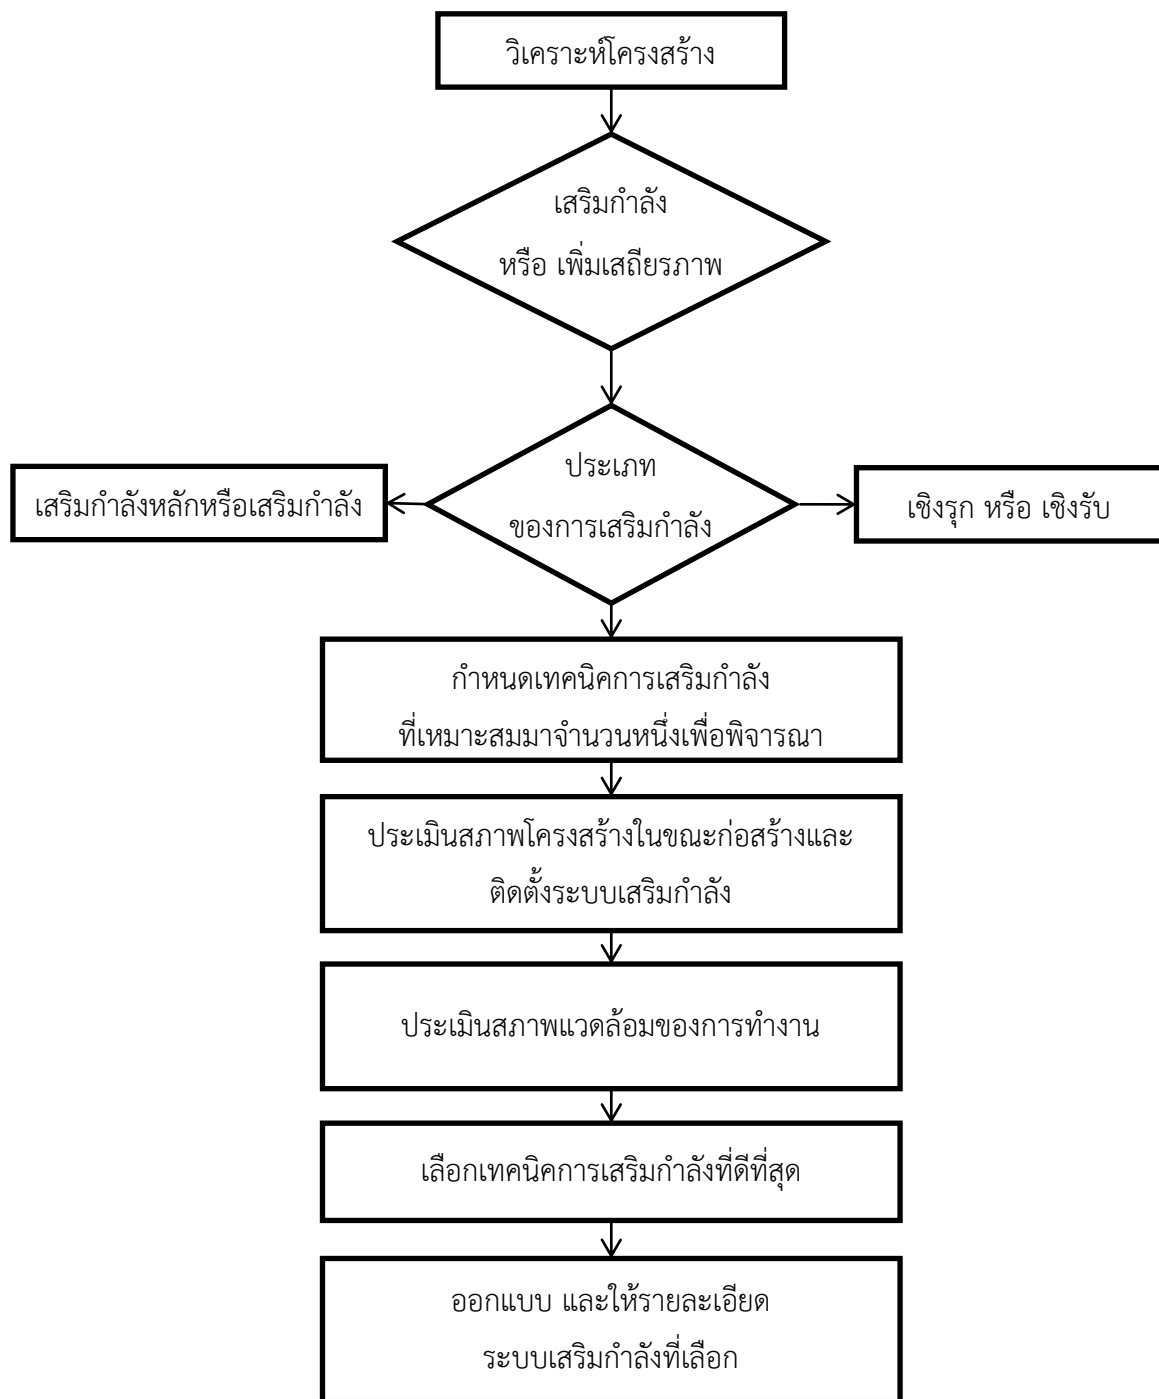 วิเคราะห์โครงสร้าง
เสริมกำลัง
หรือ เพิ่มเสถียรภาพ
ประเภท
ของการเสริมกำลัง
เสริมกำลังหลักหรือเสริมกำลัง
เชิงรุก หรือ เชิงรับ
กำหนดเทคนิคการเสริมกำลัง
ที่เหมาะสมมาจำนวนหนึ่งเพื่อพิจารณา
ประเมินสภาพโครงสร้างในขณะก่อสร้างและ
ติดตั้งระบบเสริมกำลัง
ประเมินสภาพแวดล้อมของการทำงาน
เลือกเทคนิคการเสริมกำลังที่ดีที่สุด
ออกแบบ และให้รายละเอียด
ระบบเสริมกำลังที่เลือก